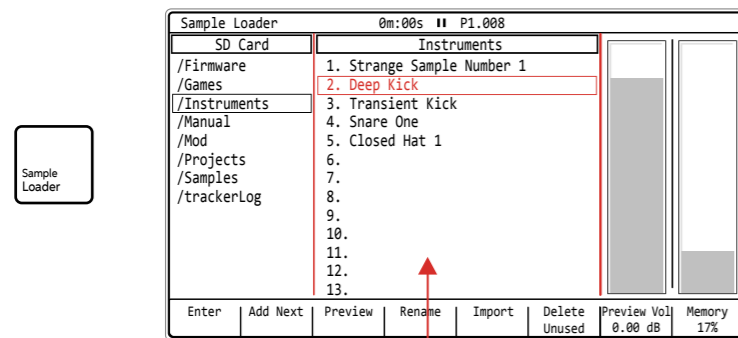 Sample Loader 0m:00s P1.008
SD Card Instruments
/Firmware 1. Strange Sample Number 1
/Games 2. Deep Kick
/Instruments 3. Transient Kick
/Manual 4. Snare One
/Mod 5. Closed Hat 1
/Projects 6.
/Samples 7.
/trackerLog 8.
9.
10.
11.
12.
13.
Sample
Loader
Enter Add Next Preview Rename Import Delete Preview Vol Memory
Unused 0.00 dB 17%